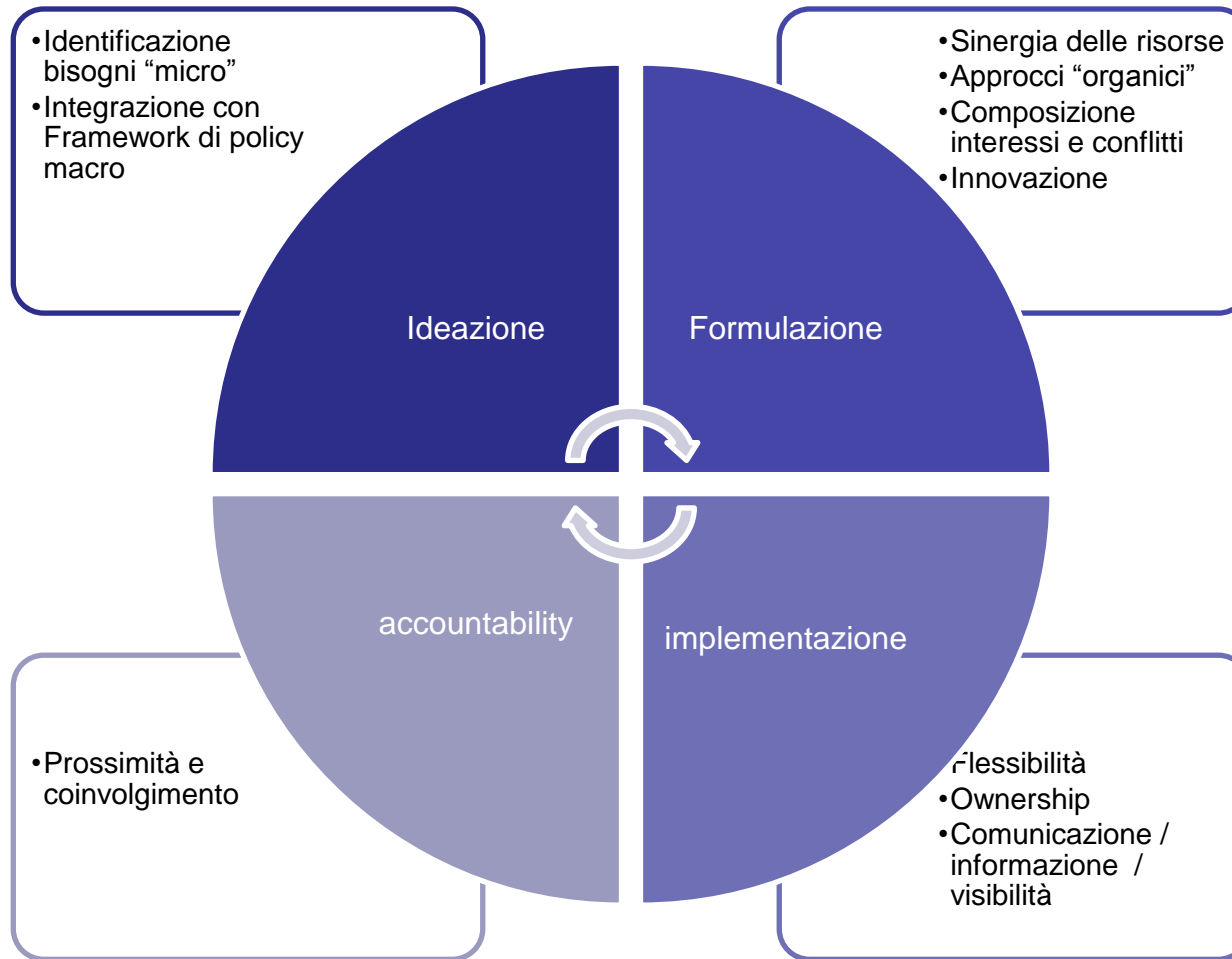 •Identificazione
bisogni “micro”
•Integrazione con
Framework di policy
macro
•Sinergia delle risorse
•Approcci “organici”
•Composizione
interessi e conflitti
•Innovazione
Ideazione
Formulazione
accountability
implementazione
•Prossimità e
coinvolgimento
Flessibilità
•Ownership
•Comunicazione /
informazione /
visibilità